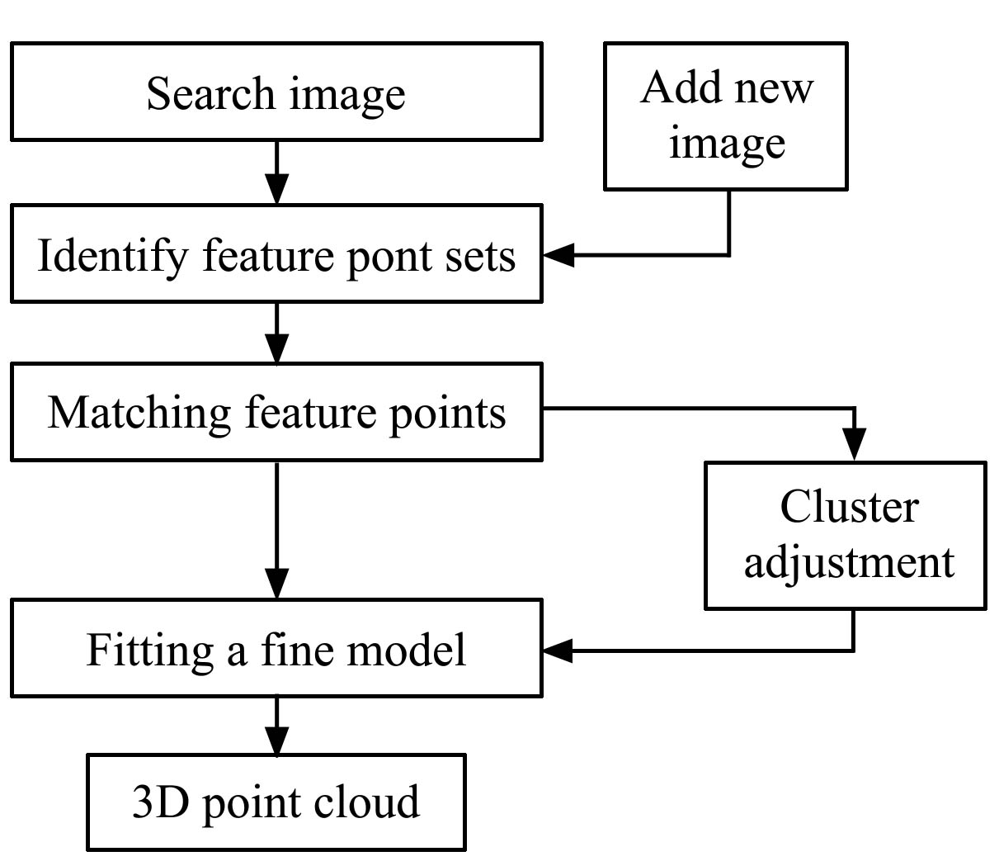 Search image
Add new
image
Identify feature pont sets
Matching feature points
Cluster
adjustment
Fitting a fine model
3D point cloud